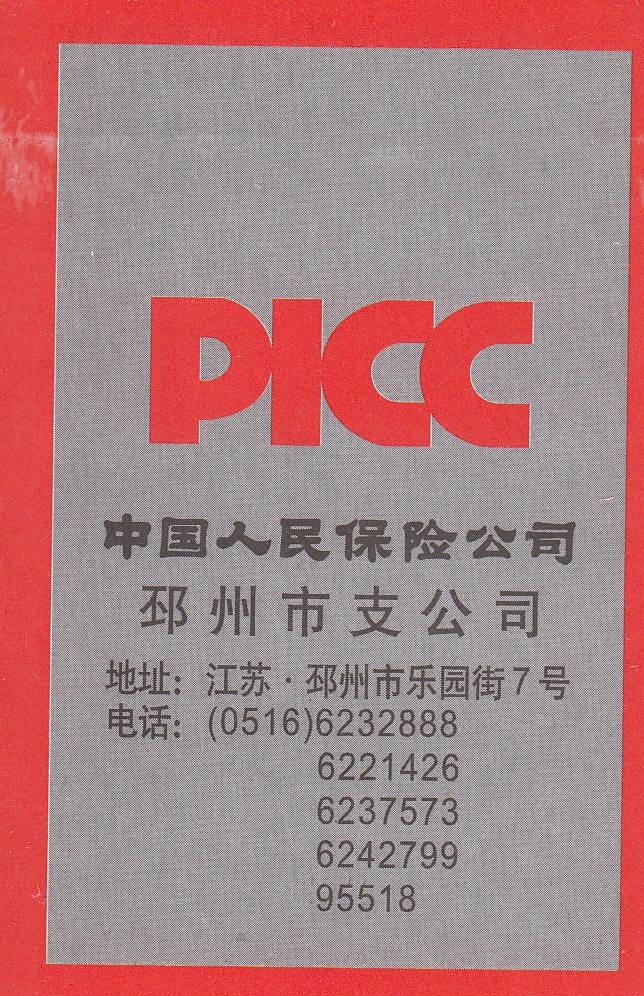 PICC
中国人民保险公司
邳州市支公司
地址：江苏·邳州市乐园街7号
电话：(0516)6232888
6221426
6237573
6242799
95518